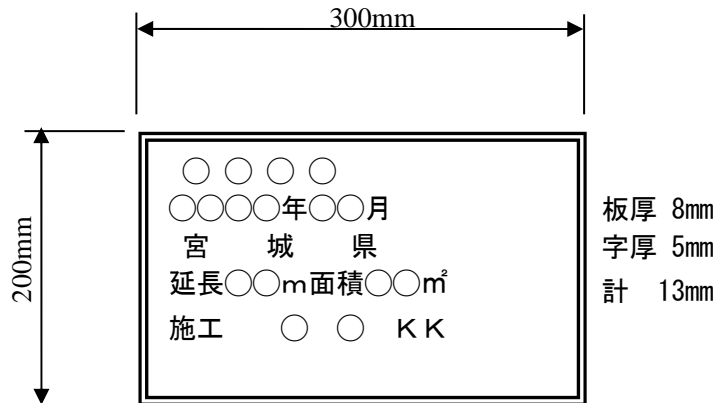 300mm
200mm
○ ○ ○ ○
○○○○年○○月
宮 城 県
延長○○m面積○○㎡
施工 ○ ○ KK
板厚 8mm
字厚 5mm
計 13mm